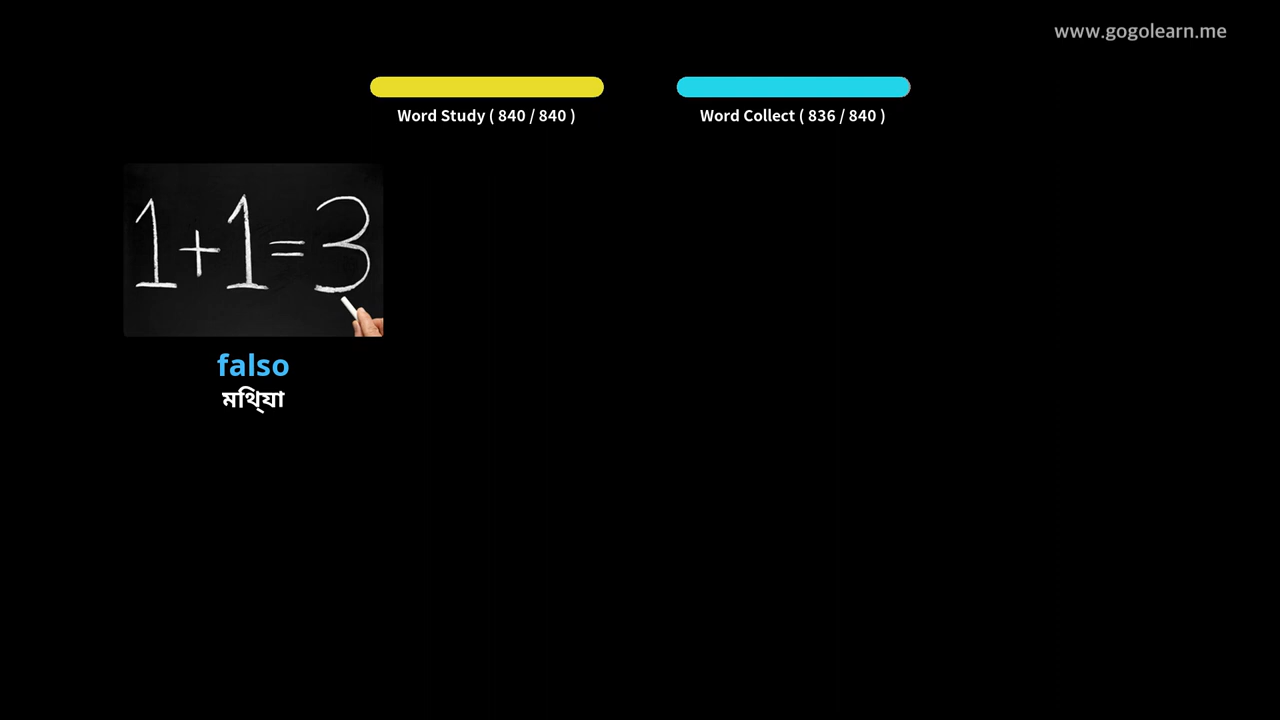 www.gogolearn.me
Word Study ( 840 / 840 )
Word Collect ( 836 / 840 )
1+1=3
falso
মিথ্যা